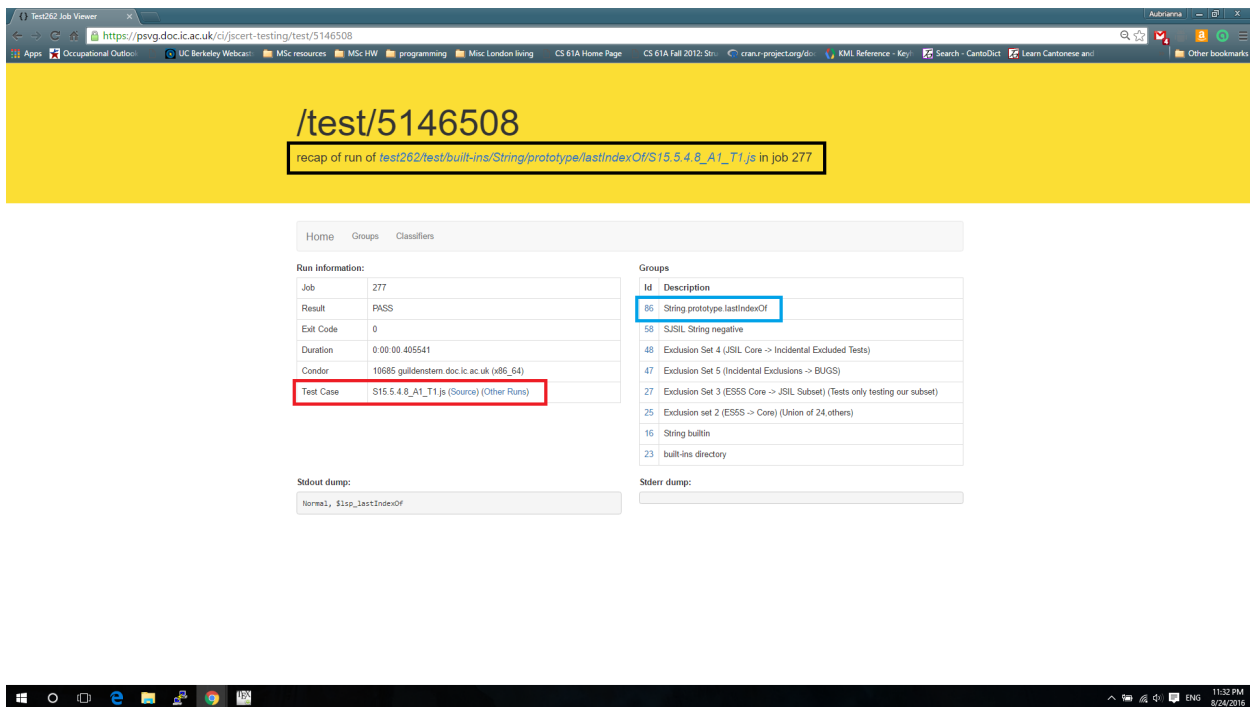 {} Test262 Job Viewer
Aubrianna
https://psvg.doc.ic.ac.uk/ci/jscert-testing/test/5146508
Apps
Occupational Outloo
UC Berkeley Webcast
MSc resources
MSc HW
programming
Misc London living
CS 61A Home Page
CS 61A Fall 2012: Stru
cran.r-project.org/do
KML Reference - Keyh
Search - CantoDict
Learn Cantonese and
Other bookmarks
/test/5146508
recap of run of test262/test/built-ins/String/prototype/lastIndexOf/S15.5.4.8_A1_T1.js in job 277
Home Groups Classifiers
Run information:
Job 277
Result PASS
Exit Code 0
Duration 0:00:00.405541
Condor 10685 guildenstern.doc.ic.ac.uk (x86_64)
Test Case S15.5.4.8_A1_T1.js (Source) (Other Runs)
Groups
Id Description
86 String.prototype.lastIndexOf
58 SJSIL String negative
48 Exclusion Set 4 (JSIL Core -> Incidental Excluded Tests)
47 Exclusion Set 5 (Incidental Exclusions -> BUGS)
27 Exclusion Set 3 (ES5S Core -> JSIL Subset) (Tests only testing our subset)
25 Exclusion set 2 (ES5S -> Core) (Union of 24,others)
16 String builtin
23 built-ins directory
Stdout dump:
Normal, $lsp_lastIndexOf
Stderr dump:
ENG
11:32 PM
8/24/2016